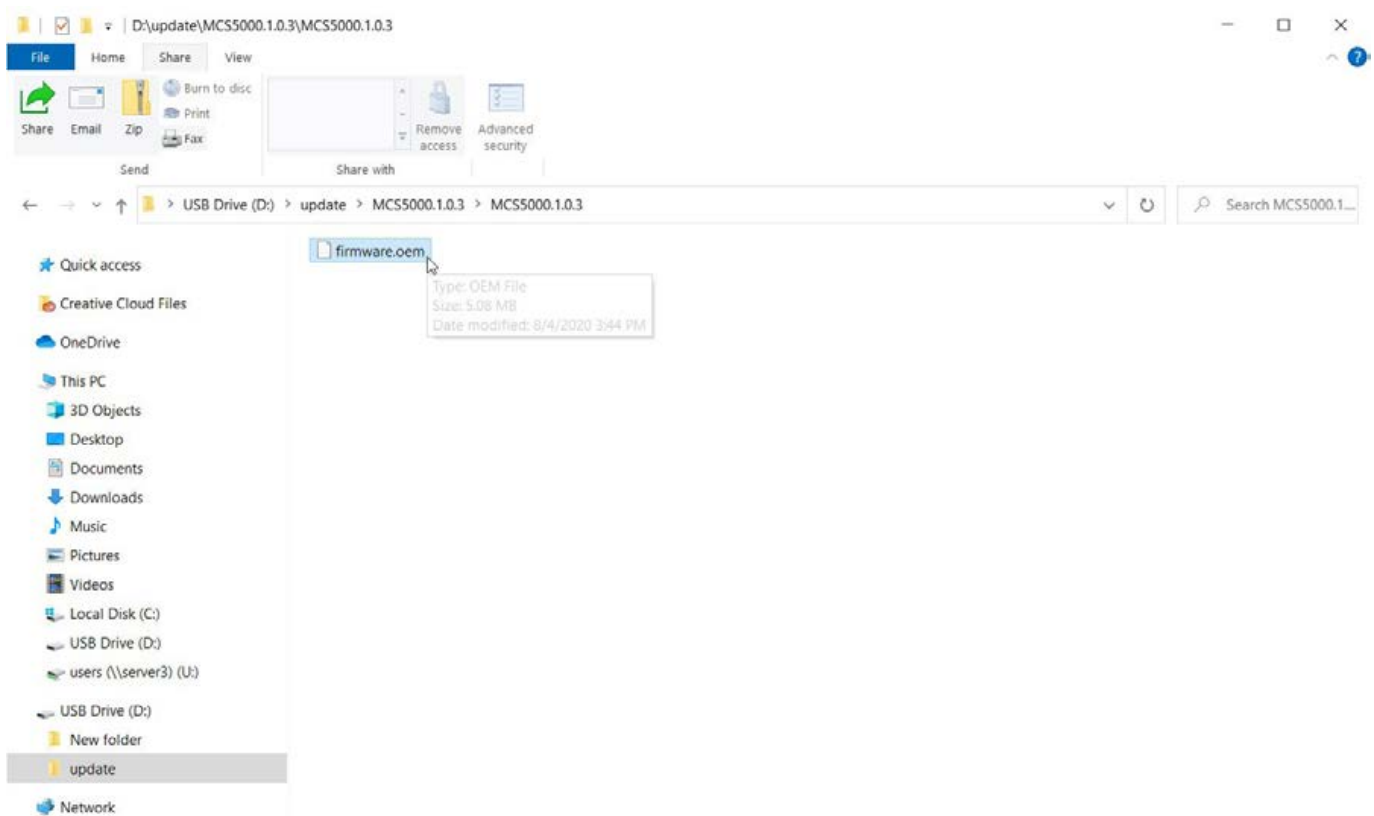 D:\update\MCS5000.1.0.3\MCS5000.1.0.3
File Home Share View
Share Email Zip Burn to disc Print Fax
Remove access Advanced security
Send Share with
USB Drive (D:) > update > MCS5000.1.0.3 > MCS5000.1.0.3 Search MCS5000.1...
firmware.oem
Type: OEM File
Size: 5.08 MB
Date modified: 8/4/2020 3:44 PM
Quick access
Creative Cloud Files
OneDrive
This PC
3D Objects
Desktop
Documents
Downloads
Music
Pictures
Videos
Local Disk (C:)
USB Drive (D:)
users (\\server3) (U:)
USB Drive (D:)
New folder
update
Network